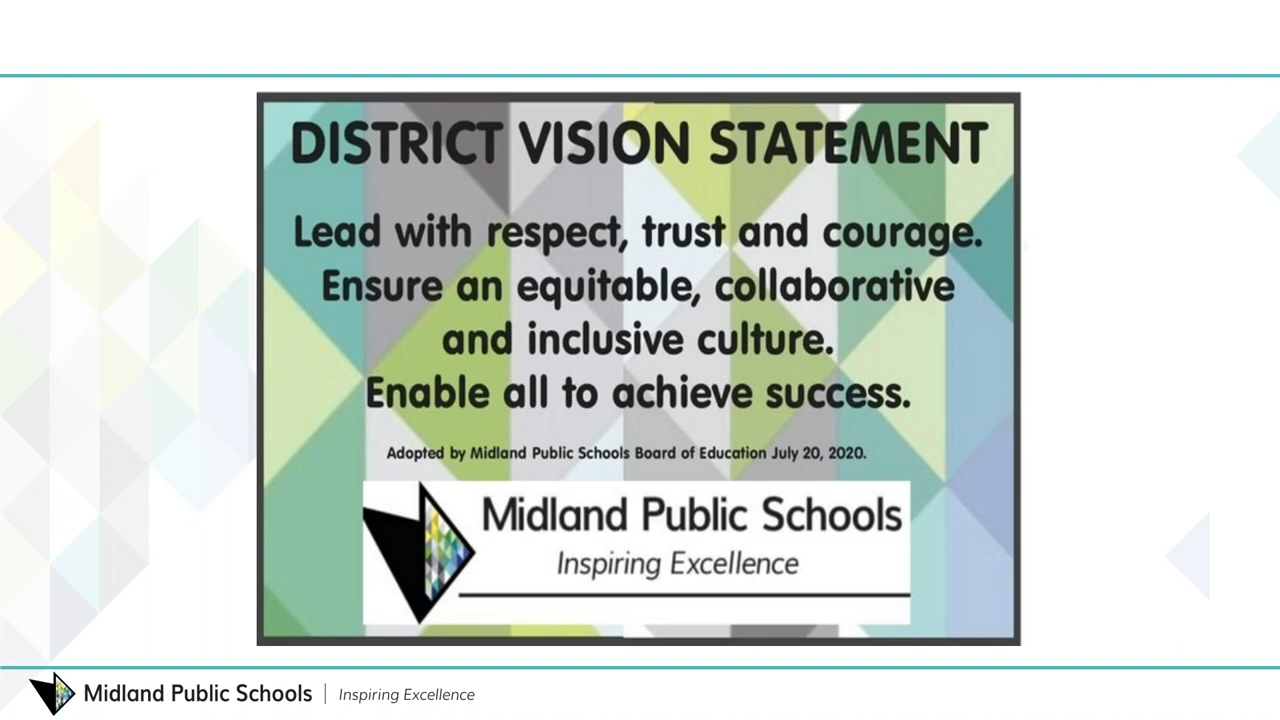 DISTRICT VISION STATEMENT
Lead with respect, trust and courage.
Ensure an equitable, collaborative
and inclusive culture.
Enable all to achieve success.
Adopted by Midland Public Schools Board of Education July 20, 2020.
Midland Public Schools
Inspiring Excellence
Midland Public Schools | Inspiring Excellence